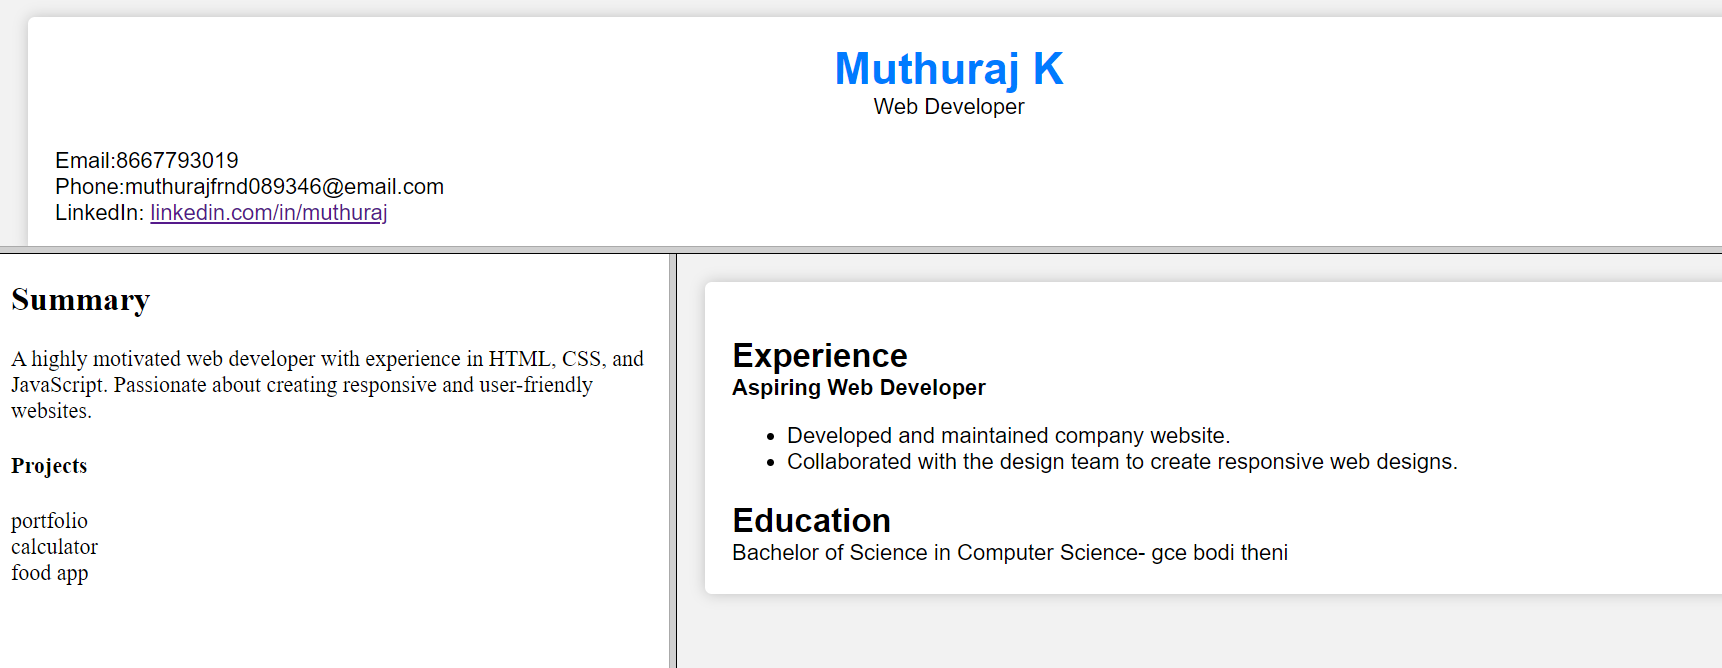 Muthuraj K
Web Developer
Email:8667793019
Phone:muthurajfrnd089346@email.com
LinkedIn: linkedin.com/in/muthuraj
Summary
A highly motivated web developer with experience in HTML, CSS, and
JavaScript. Passionate about creating responsive and user-friendly
websites.
Projects
portfolio
calculator
food app
Experience
Aspiring Web Developer
• Developed and maintained company website.
• Collaborated with the design team to create responsive web designs.
Education
Bachelor of Science in Computer Science- gce bodi theni